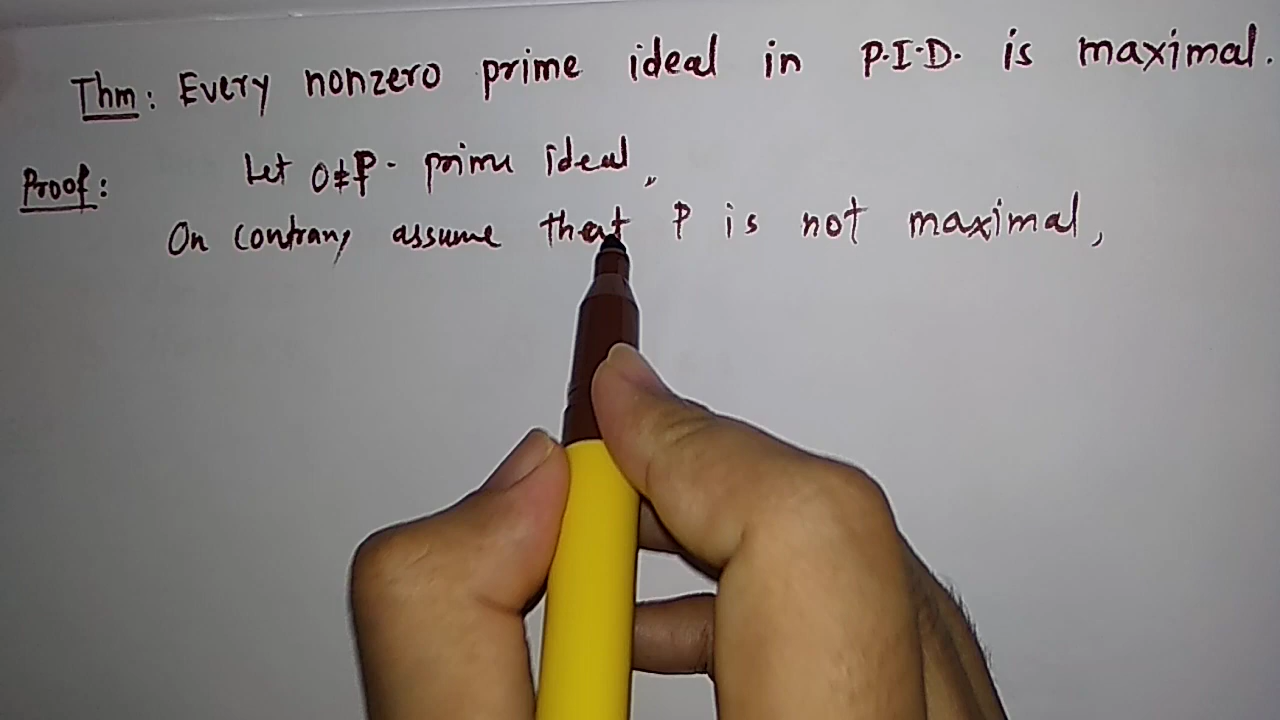 Thm: Every nonzero prime ideal in P.I.D. is maximal.
Proof: Let 0≠P - prime ideal,
On contrary assume that P is not maximal,